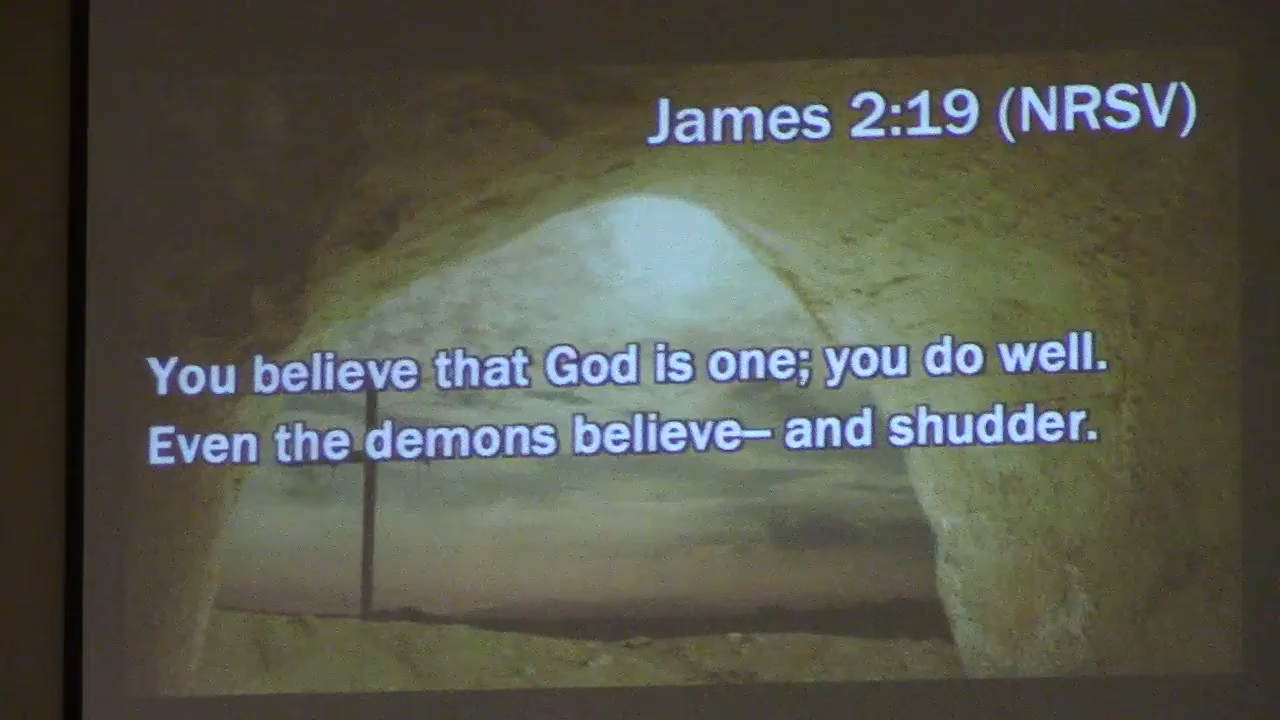 James 2:19 (NRSV)
You believe that God is one; you do well.
Even the demons believe– and shudder.